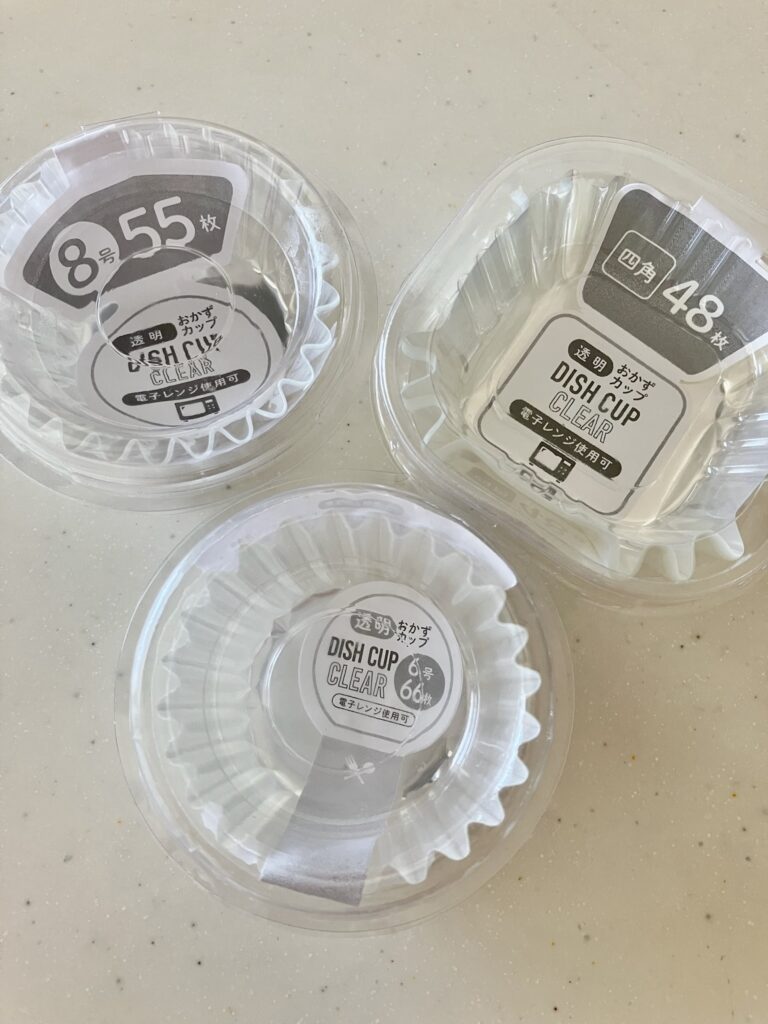 8号 55枚
透明 おかず
カップ
DISH CUP
CLEAR
電子レンジ使用可
四角 48枚
透明 おかず
カップ
DISH CUP
CLEAR
電子レンジ使用可
透明 おかず
カップ
DISH CUP 6号
CLEAR 66枚
電子レンジ使用可